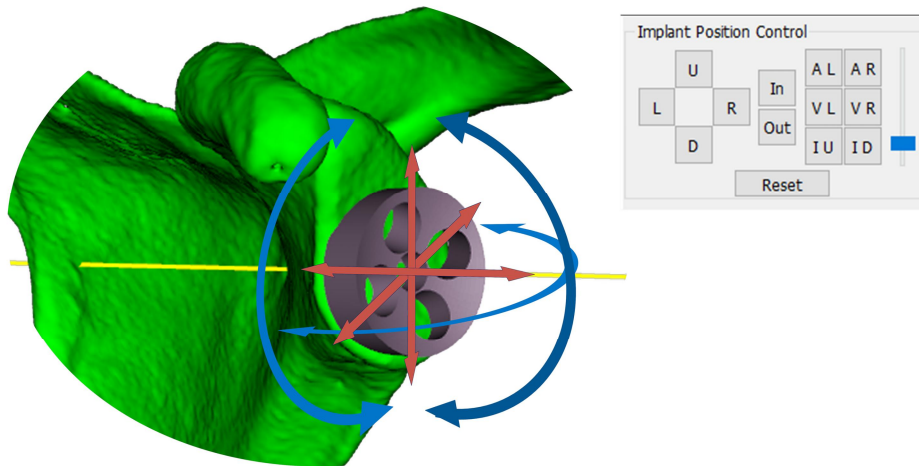 Implant Position Control
U
L R
D
In
Out
A L A R
V L V R
I U I D
Reset